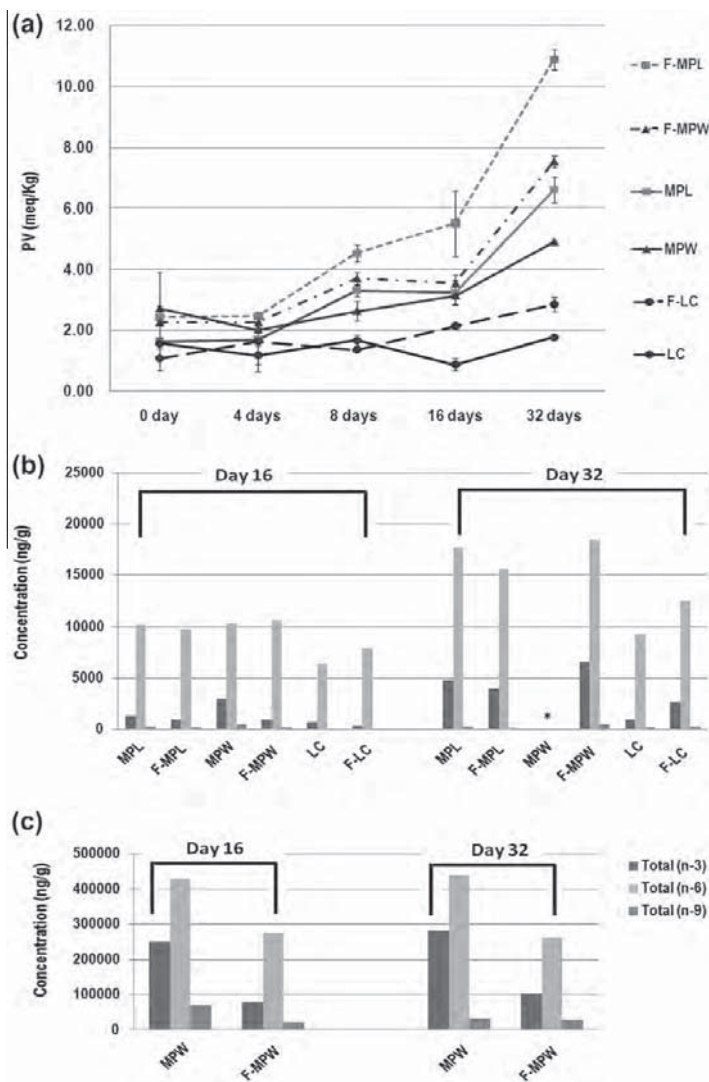 (a)
12.00
10.00
8.00
6.00
4.00
2.00
0.00
PV (meq/Kg)
0 day
4 days
8 days
16 days
32 days
F-MPL
F-MPW
MPL
MPW
F-LC
LC
(b)
Day 16
Day 32
25000
20000
15000
10000
5000
0
Concentration (ng/g)
MPL
F-MPL
MPW
F-MPW
LC
F-LC
MPL
F-MPL
*
MPW
F-MPW
LC
F-LC
(c)
Day 16
Day 32
500000
400000
300000
200000
100000
0
Concentration (ng/g)
MPW
F-MPW
MPW
F-MPW
Total (n-3)
Total (n-6)
Total (n-9)